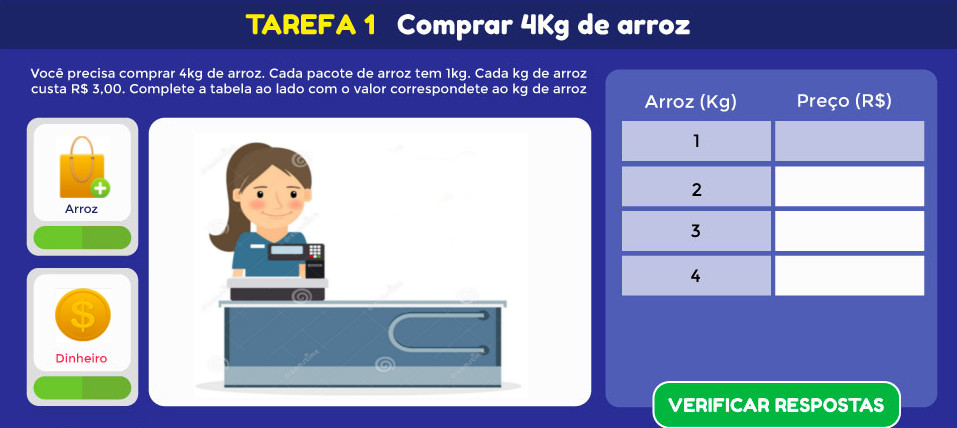 TAREFA 1 Comprar 4Kg de arroz
Você precisa comprar 4kg de arroz. Cada pacote de arroz tem 1kg. Cada kg de arroz
custa R$ 3,00. Complete a tabela ao lado com o valor correspondete ao kg de arroz
Arroz
$
Dinheiro
Arroz (Kg) Preço (R$)
1
2
3
4
VERIFICAR RESPOSTAS